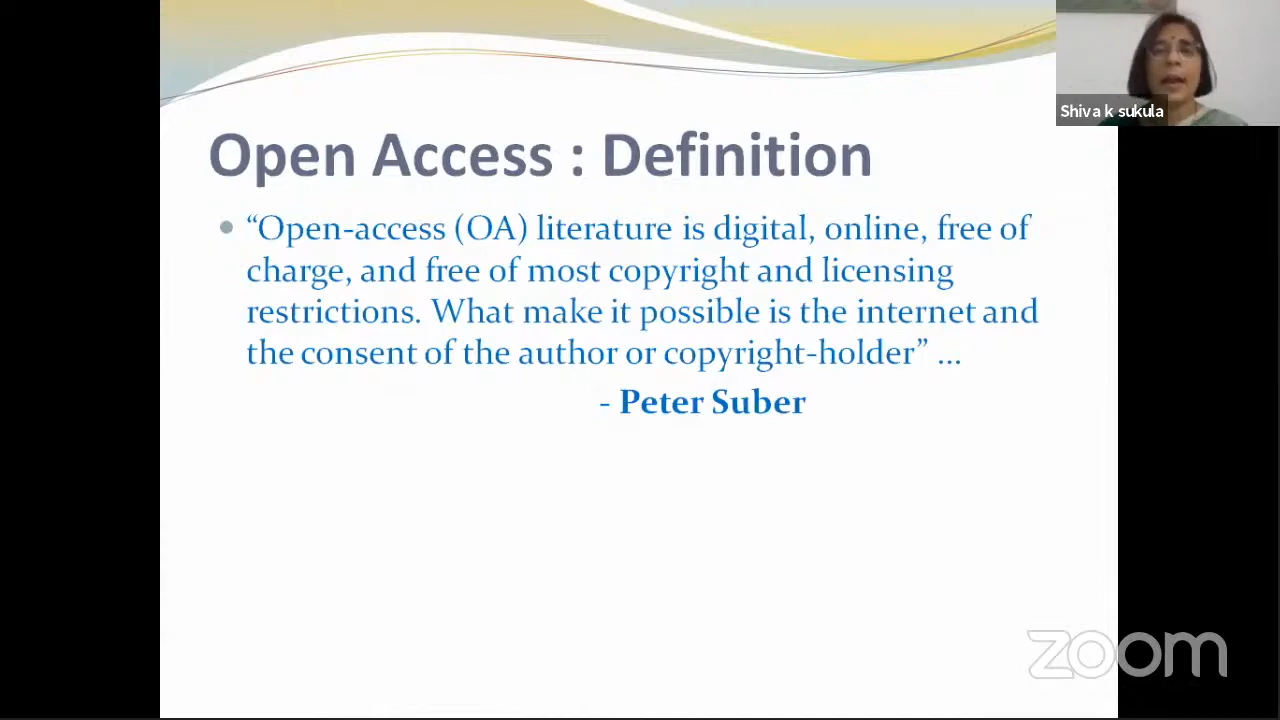 Shiva k sukula
Open Access : Definition
“Open-access (OA) literature is digital, online, free of
charge, and free of most copyright and licensing
restrictions. What make it possible is the internet and
the consent of the author or copyright-holder” ...
- Peter Suber
zoom